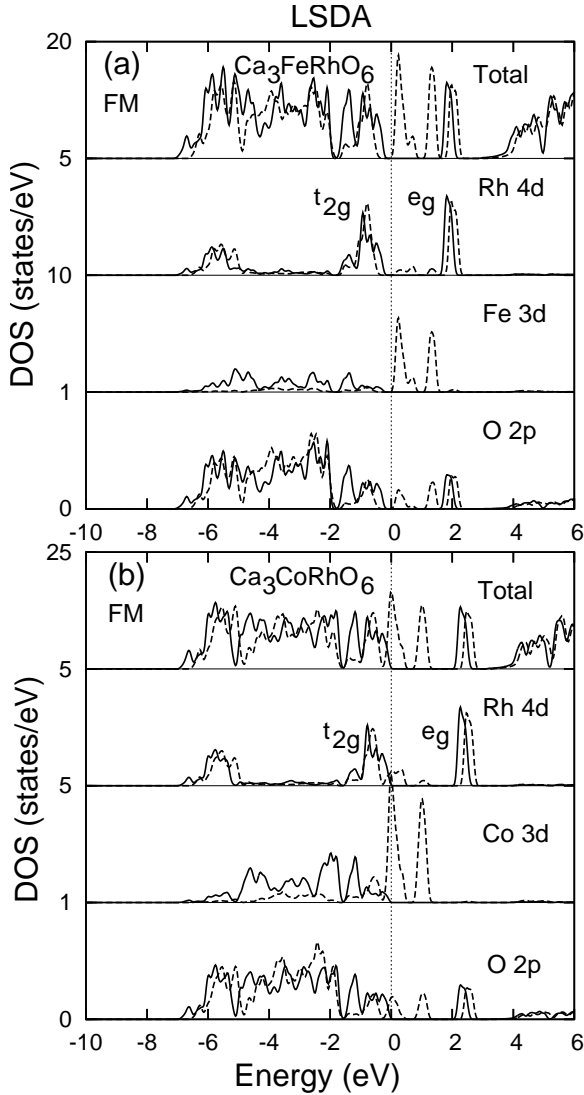 LSDA
20
(a)
Ca3FeRhO6
Total
FM
5
Rh 4d
t2g
eg
10
Fe 3d
1
O 2p
0
DOS (states/eV)
-10 -8 -6 -4 -2 0 2 4 6
25
(b)
Ca3CoRhO6
Total
FM
5
Rh 4d
t2g
eg
5
Co 3d
1
O 2p
0
DOS (states/eV)
-10 -8 -6 -4 -2 0 2 4 6
Energy (eV)